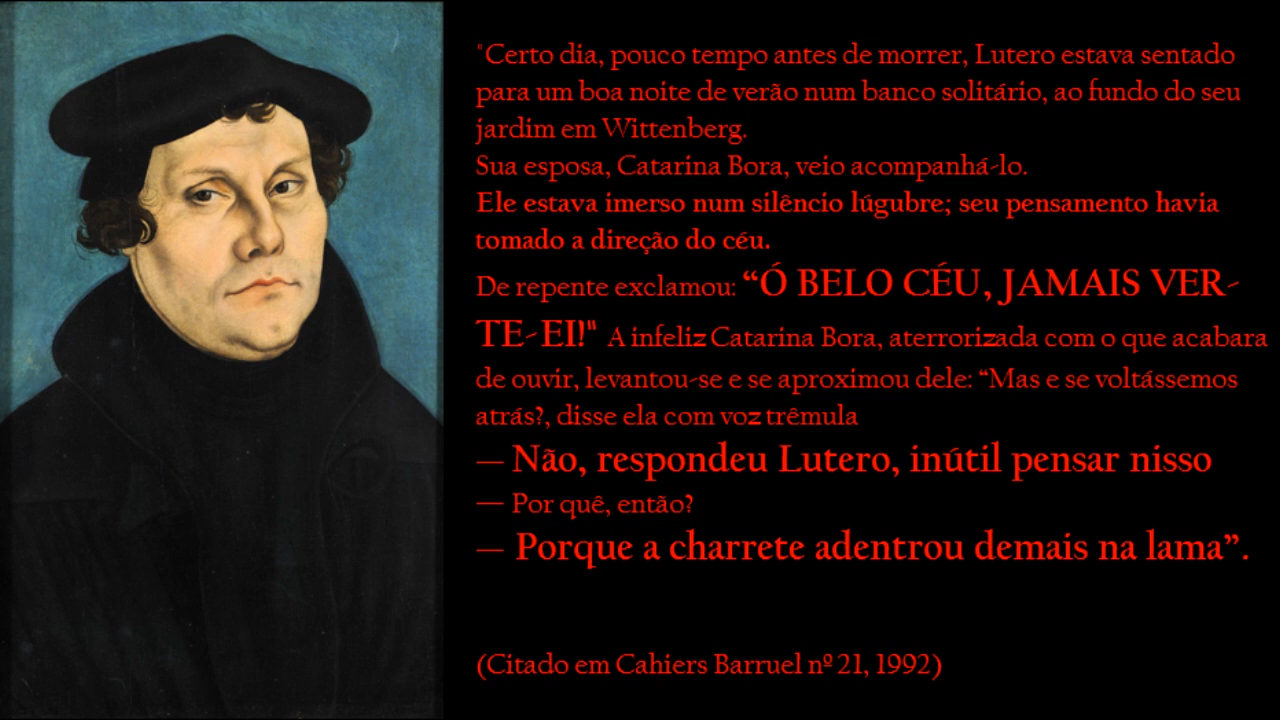 "Certo dia, pouco tempo antes de morrer, Lutero estava sentado
para um boa noite de verão num banco solitário, ao fundo do seu
jardim em Wittenberg.
Sua esposa, Catarina Bora, veio acompanhá-lo.
Ele estava imerso num silêncio lúgubre; seu pensamento havia
tomado a direção do céu.
De repente exclamou: “Ó BELO CÉU, JAMAIS VER-
TE-EI!" A infeliz Catarina Bora, aterrorizada com o que acabara
de ouvir, levantou-se e se aproximou dele: “Mas e se voltássemos
atrás?, disse ela com voz trêmula
— Não, respondeu Lutero, inútil pensar nisso
— Por quê, então?
— Porque a charrete adentrou demais na lama”.
(Citado em Cahiers Barruel nº 21, 1992)